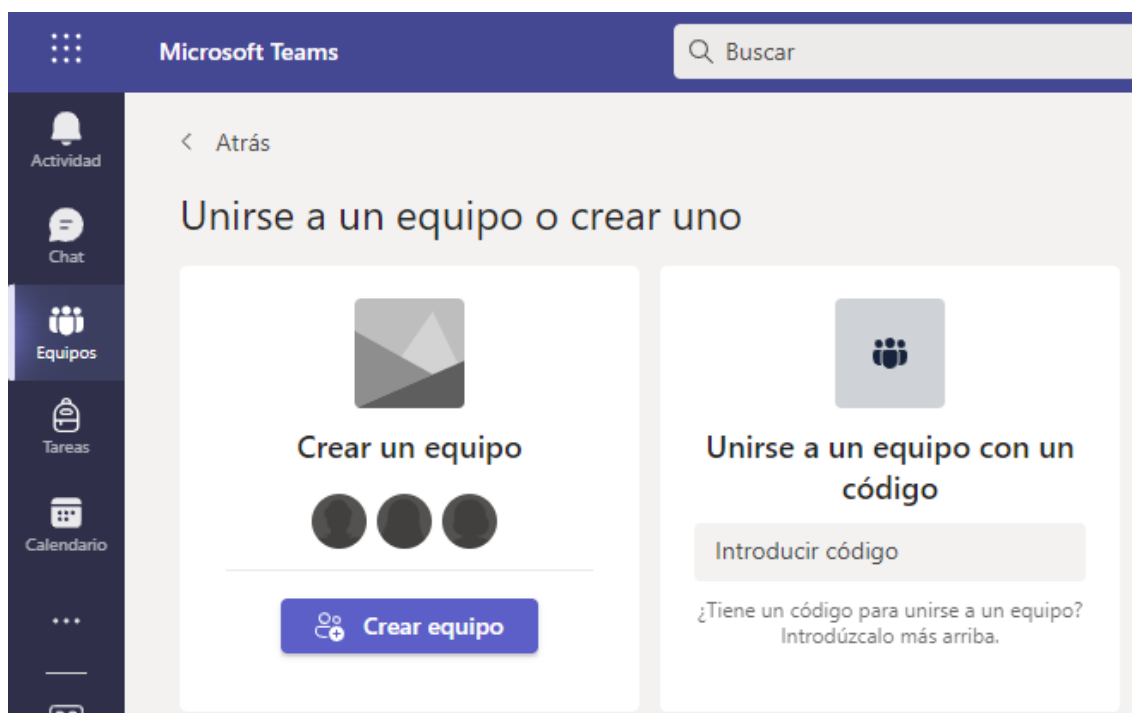 Microsoft Teams
Buscar
Actividad
Chat
Equipos
Tareas
Calendario
Atrás
Unirse a un equipo o crear uno
Crear un equipo
Crear equipo
Unirse a un equipo con un
código
Introducir código
¿Tiene un código para unirse a un equipo?
Introdúzcalo más arriba.